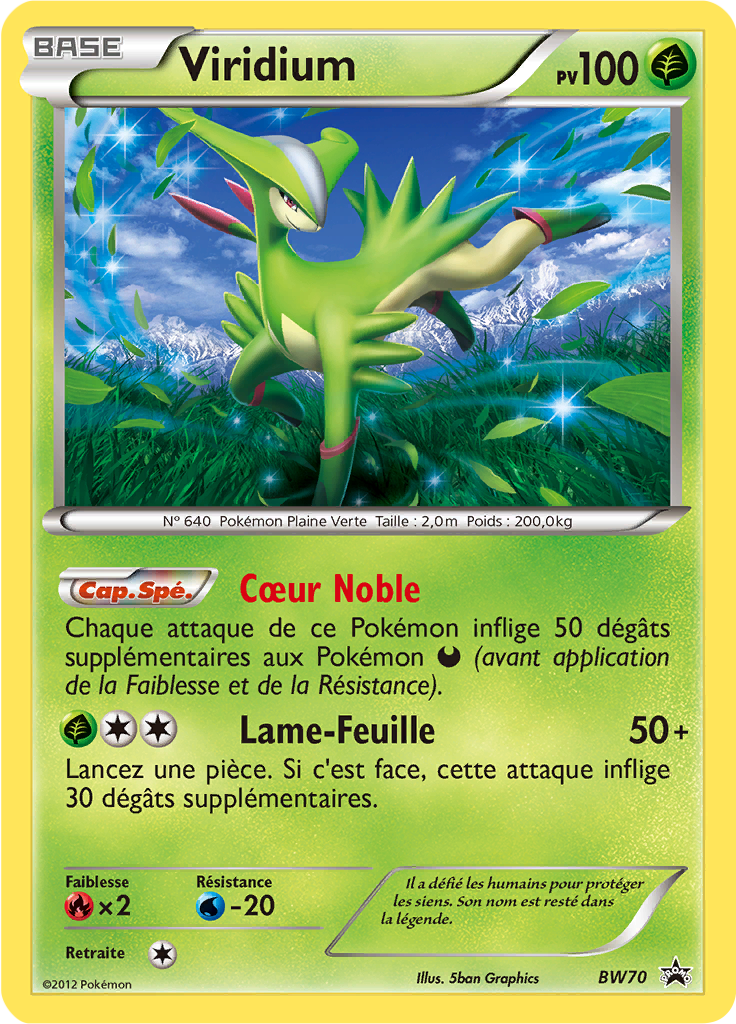 BASE
Viridium
PV100
Nº 640 Pokémon Plaine Verte Taille : 2,0m Poids : 200,0kg
Cap.Spé. Cœur Noble
Chaque attaque de ce Pokémon inflige 50 dégâts
supplémentaires aux Pokémon (avant application
de la Faiblesse et de la Résistance).
Lame-Feuille 50+
Lancez une pièce. Si c'est face, cette attaque inflige
30 dégâts supplémentaires.
Faiblesse Résistance
×2 -20
Retraite
Il a défié les humains pour protéger
les siens. Son nom est resté dans
la légende.
©2012 Pokémon
Illus. 5ban Graphics
BW70
PROMO